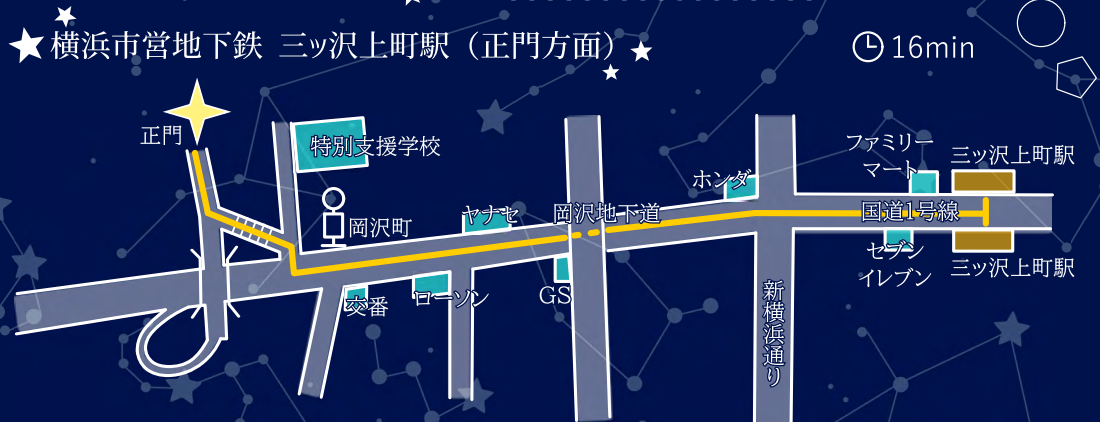 横浜市営地下鉄 三ッ沢上町駅（正門方面）
16min
正門
特別支援学校
岡沢町
ヤナセ
岡沢地下道
ホンダ
ファミリー
マート
三ッ沢上町駅
国道1号線
セブン
イレブン
三ッ沢上町駅
交番
ローソン
GS
新横浜通り